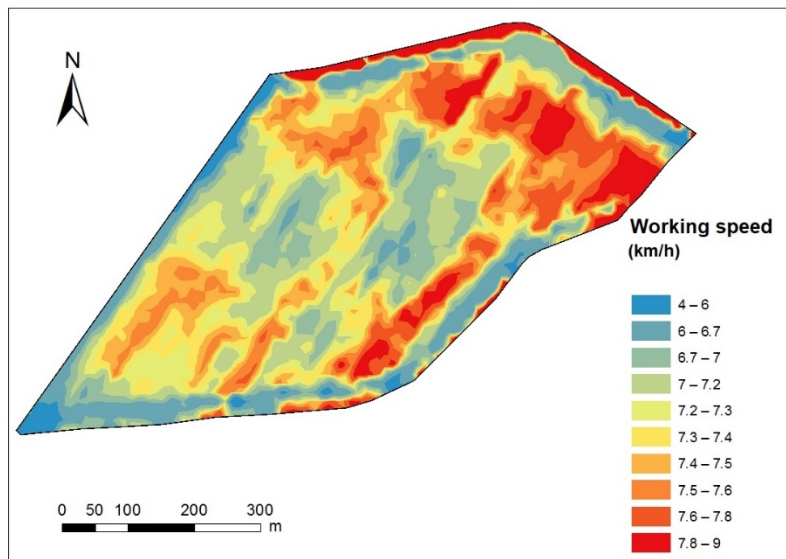 N
Working speed
(km/h)
4 – 6
6 – 6.7
6.7 – 7
7 – 7.2
7.2 – 7.3
7.3 – 7.4
7.4 – 7.5
7.5 – 7.6
7.6 – 7.8
7.8 – 9
0 50 100 200 300
m